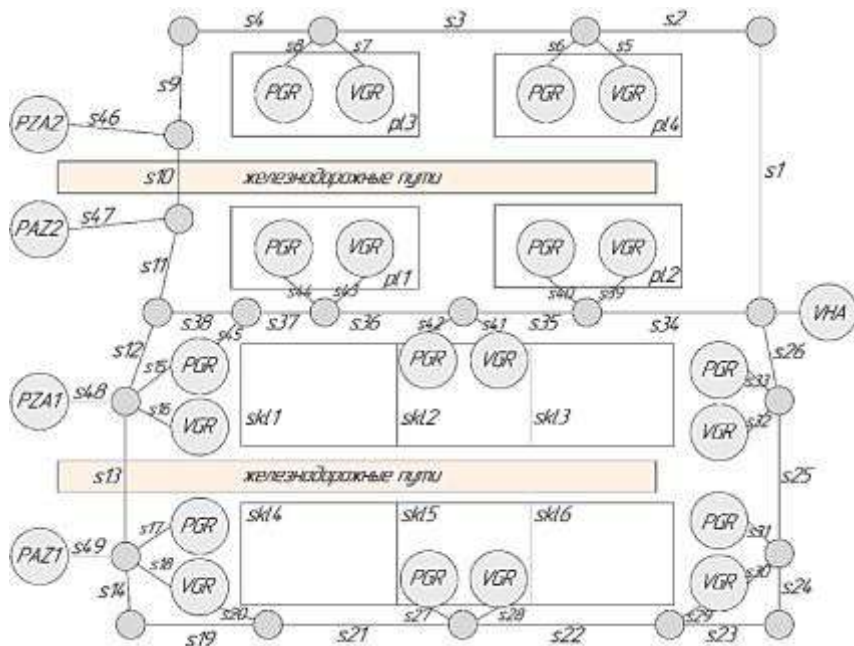 s4
s3
s2
s8
s7
s6
s5
PGR
VGR
PGR
VGR
pl3
pl4
s9
PZA2
s46
s1
s10
железнодорожные пути
PAZ2
s47
PGR
VGR
PGR
VGR
pl1
pl2
s11
s44
s43
s40
s39
s38
s37
s36
s35
s34
VHA
s12
s45
s42
s41
s26
s15
PGR
PGR
VGR
PGR
s33
PZA1
s48
s16
VGR
skl1
skl2
skl3
VGR
s32
s13
железнодорожные пути
s25
skl4
skl5
skl6
s17
PGR
PGR
s31
PAZ1
s49
s18
VGR
PGR
VGR
VGR
s30
s14
s20
s27
s28
s29
s24
s19
s21
s22
s23